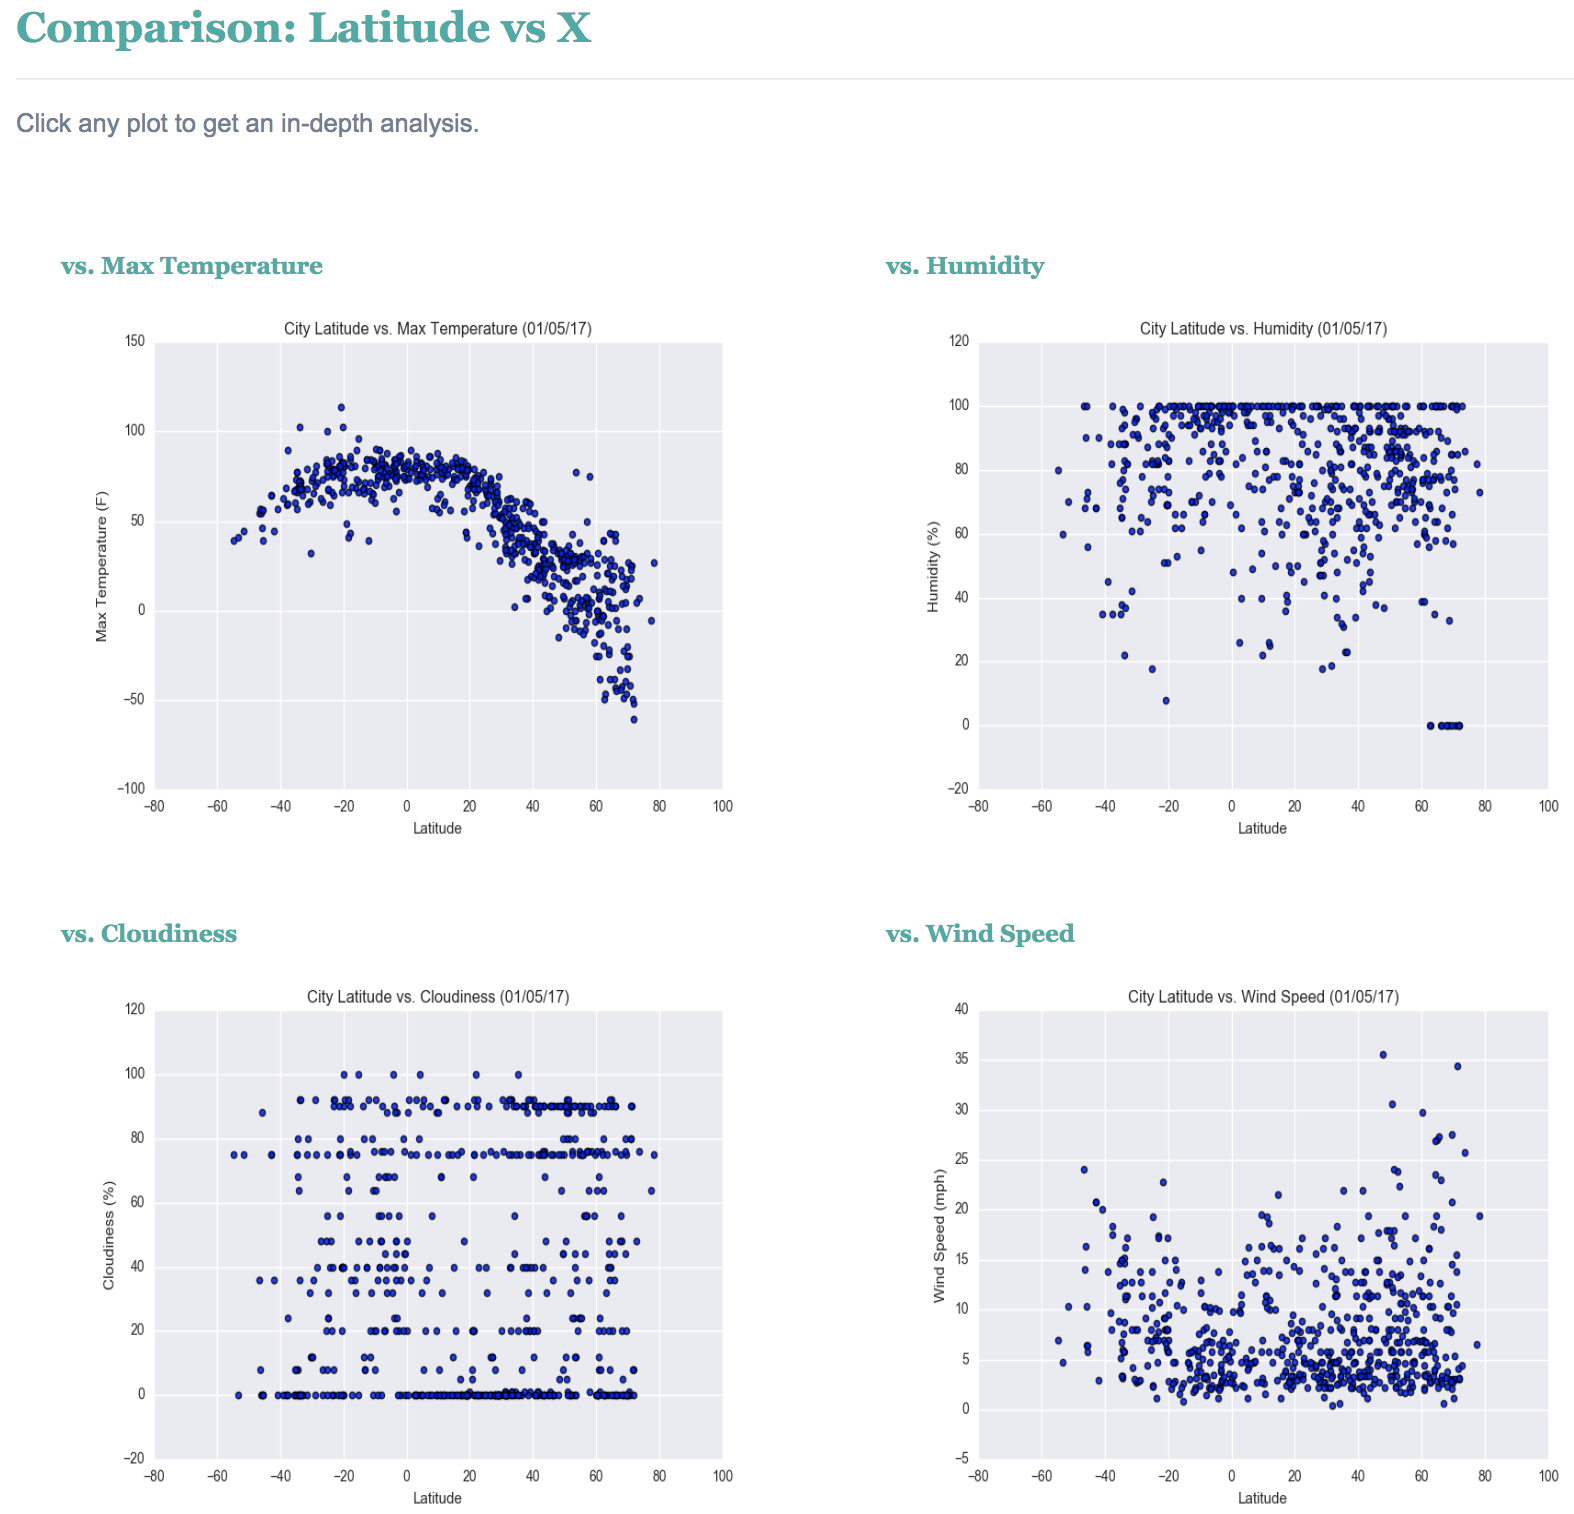 Comparison: Latitude vs X
Click any plot to get an in-depth analysis.
vs. Max Temperature
City Latitude vs. Max Temperature (01/05/17)
150
100
50
0
−50
−100
Max Temperature (F)
−80 −60 −40 −20 0 20 40 60 80 100
Latitude
vs. Humidity
City Latitude vs. Humidity (01/05/17)
120
100
80
60
40
20
0
−20
Humidity (%)
−80 −60 −40 −20 0 20 40 60 80 100
Latitude
vs. Cloudiness
City Latitude vs. Cloudiness (01/05/17)
120
100
80
60
40
20
0
−20
Cloudiness (%)
−80 −60 −40 −20 0 20 40 60 80 100
Latitude
vs. Wind Speed
City Latitude vs. Wind Speed (01/05/17)
40
35
30
25
20
15
10
5
0
−5
Wind Speed (mph)
−80 −60 −40 −20 0 20 40 60 80 100
Latitude